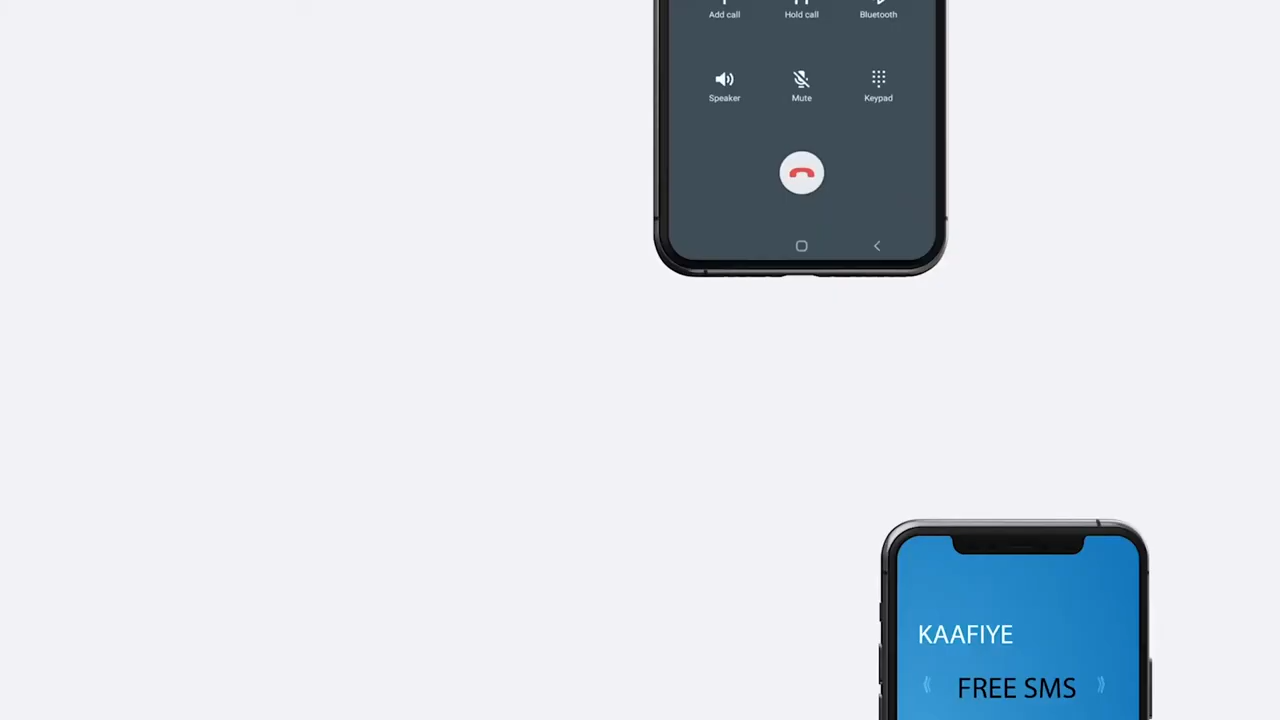 Add call Hold call Bluetooth
Speaker Mute Keypad
KAAFIYE
FREE SMS